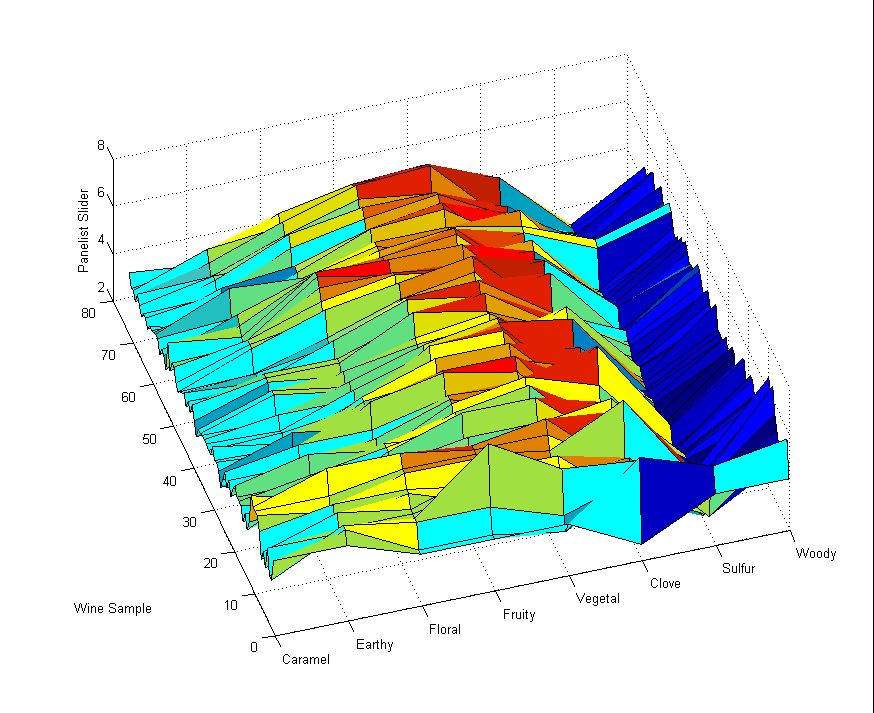 8
6
4
2
Panelist Slider
80
70
60
50
40
30
20
10
0
Wine Sample
Caramel
Earthy
Floral
Fruity
Vegetal
Clove
Sulfur
Woody